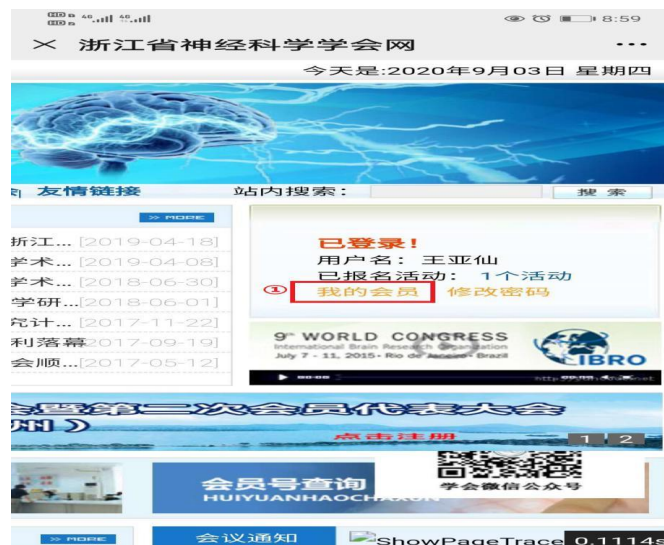 8:59
浙江省神经科学学会网
今天是:2020年9月03日 星期四
友情链接
站内搜索:
搜 索
>> MORE
折江... [2019-04-18]
学术... [2019-04-08]
学术... [2018-06-30]
学研... [2018-06-01]
究计... [2017-11-22]
利落幕 2017-09-19]
会顺... [2017-05-12]
已登录!
用户名: 王亚仙
已报名活动: 1个活动
① 我的会员 修改密码
9th WORLD CONGRESS
International Brain Research Organization
July 7 - 11, 2015 - Rio de Janeiro - Brazil
IBRO
00:00
会暨第二次会员代表大会
州 )
点击注册
1 2
会员号查询
HUIYUANHAOCHAXUN
学会微信公众号
>> MORE
会议通知
ShowPageTrace 0.1114s